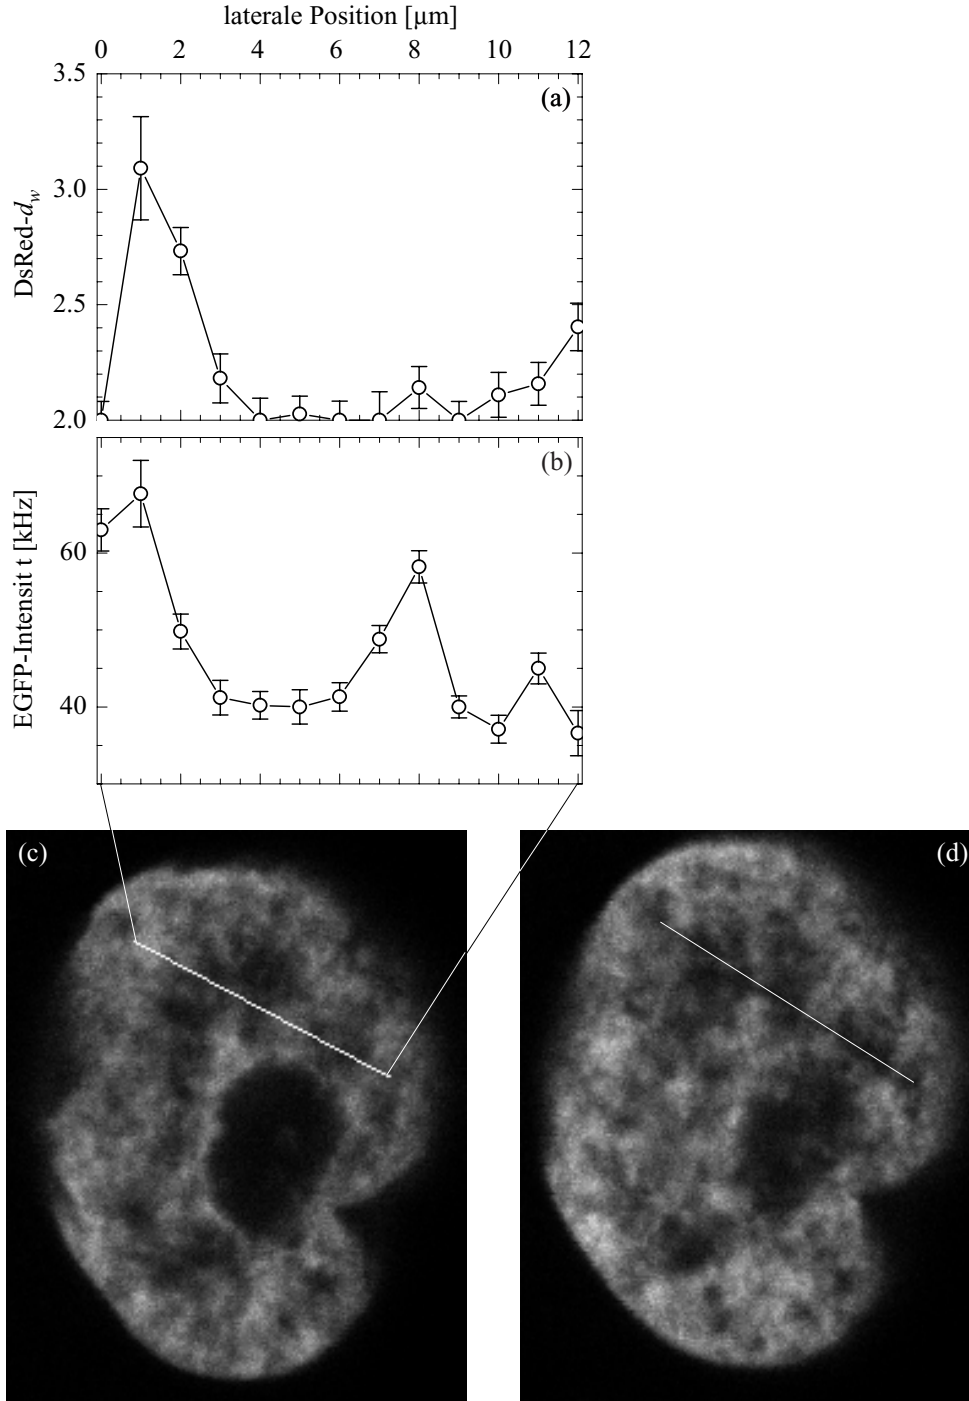 laterale Position [µm]
0 2 4 6 8 10 12
(a)
3.5
3.0
2.5
2.0
DsRed-d_w
(b)
60
40
EGFP-Intensit t [kHz]
(c)
(d)